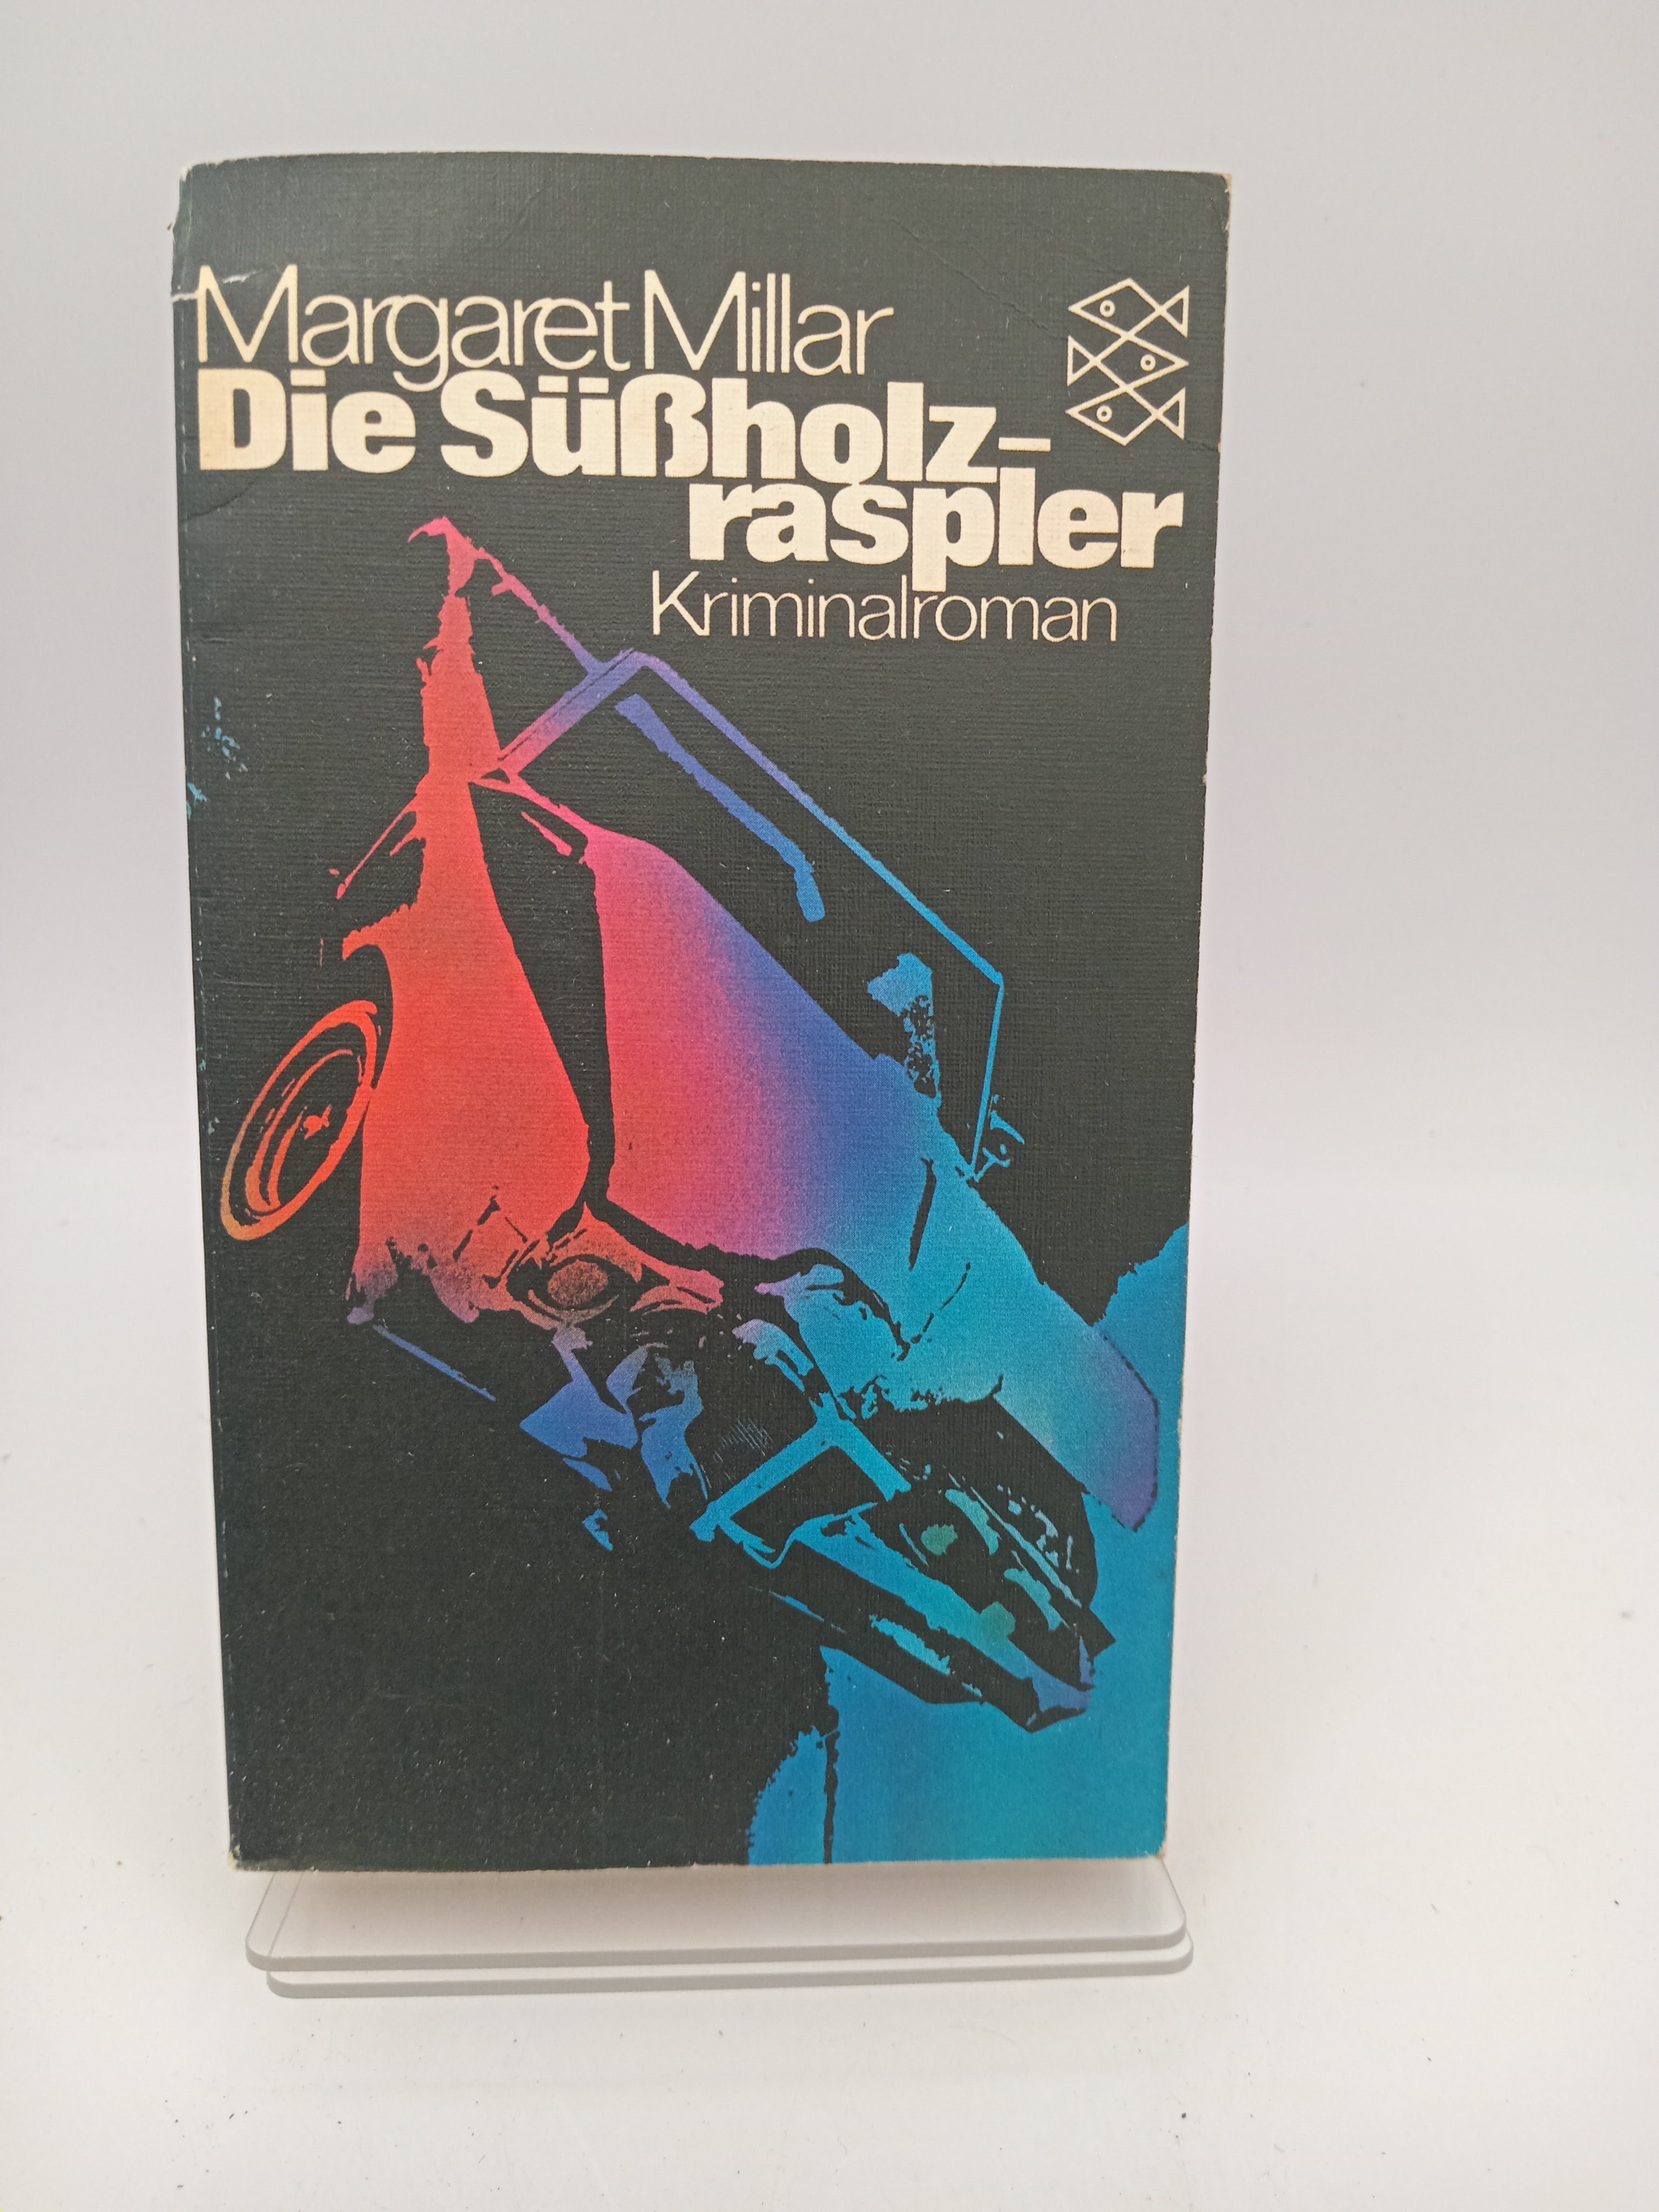 Margaret Millar
Die Süßholz-
raspler
Kriminalroman